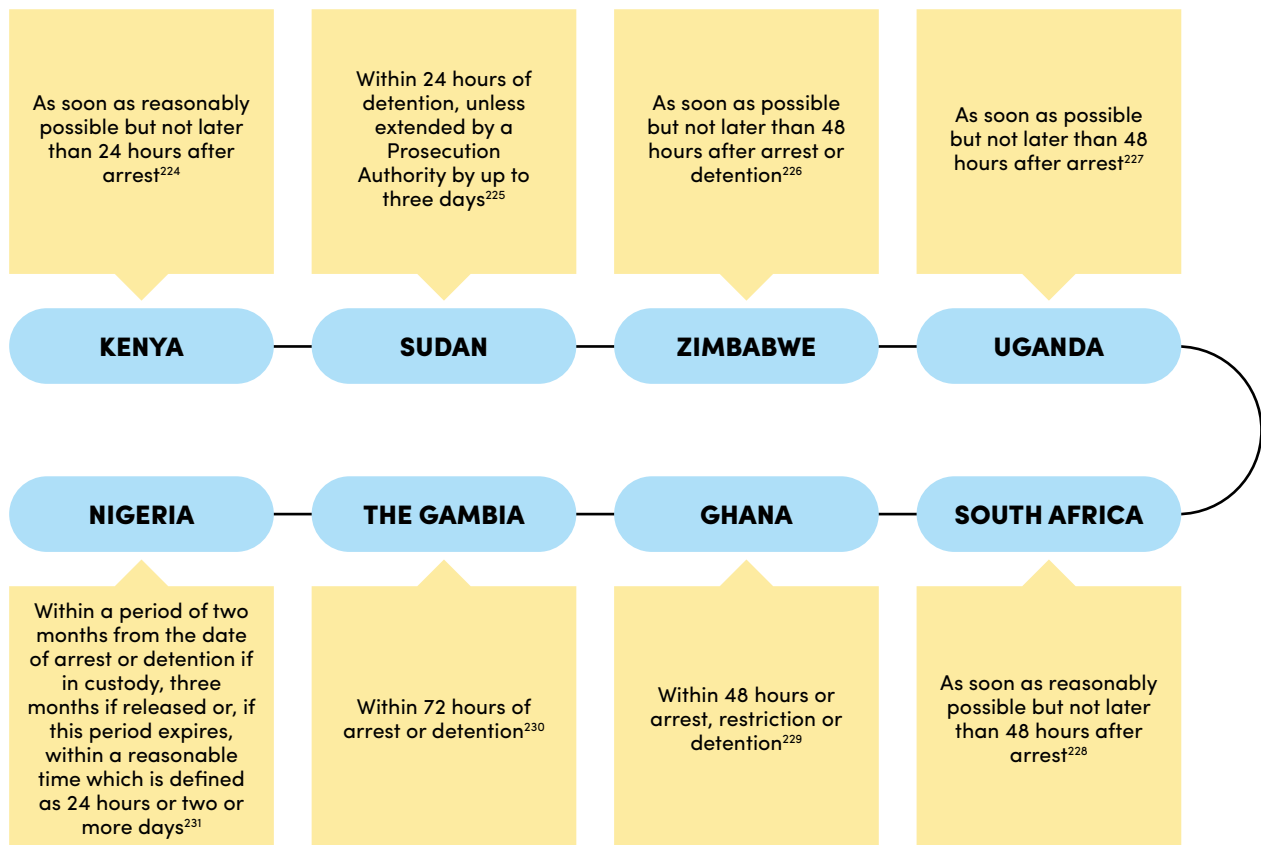 As soon as reasonably
possible but not later
than 24 hours after
arrest224
Within 24 hours of
detention, unless
extended by a
Prosecution
Authority by up to
three days225
As soon as possible
but not later than 48
hours after arrest or
detention226
As soon as possible
but not later than 48
hours after arrest227
KENYA
SUDAN
ZIMBABWE
UGANDA
NIGERIA
THE GAMBIA
GHANA
SOUTH AFRICA
Within a period of two
months from the date
of arrest or detention if
in custody, three
months if released or, if
this period expires,
within a reasonable
time which is defined
as 24 hours or two or
more days231
Within 72 hours of
arrest or detention230
Within 48 hours or
arrest, restriction or
detention229
As soon as reasonably
possible but not later
than 48 hours after
arrest228